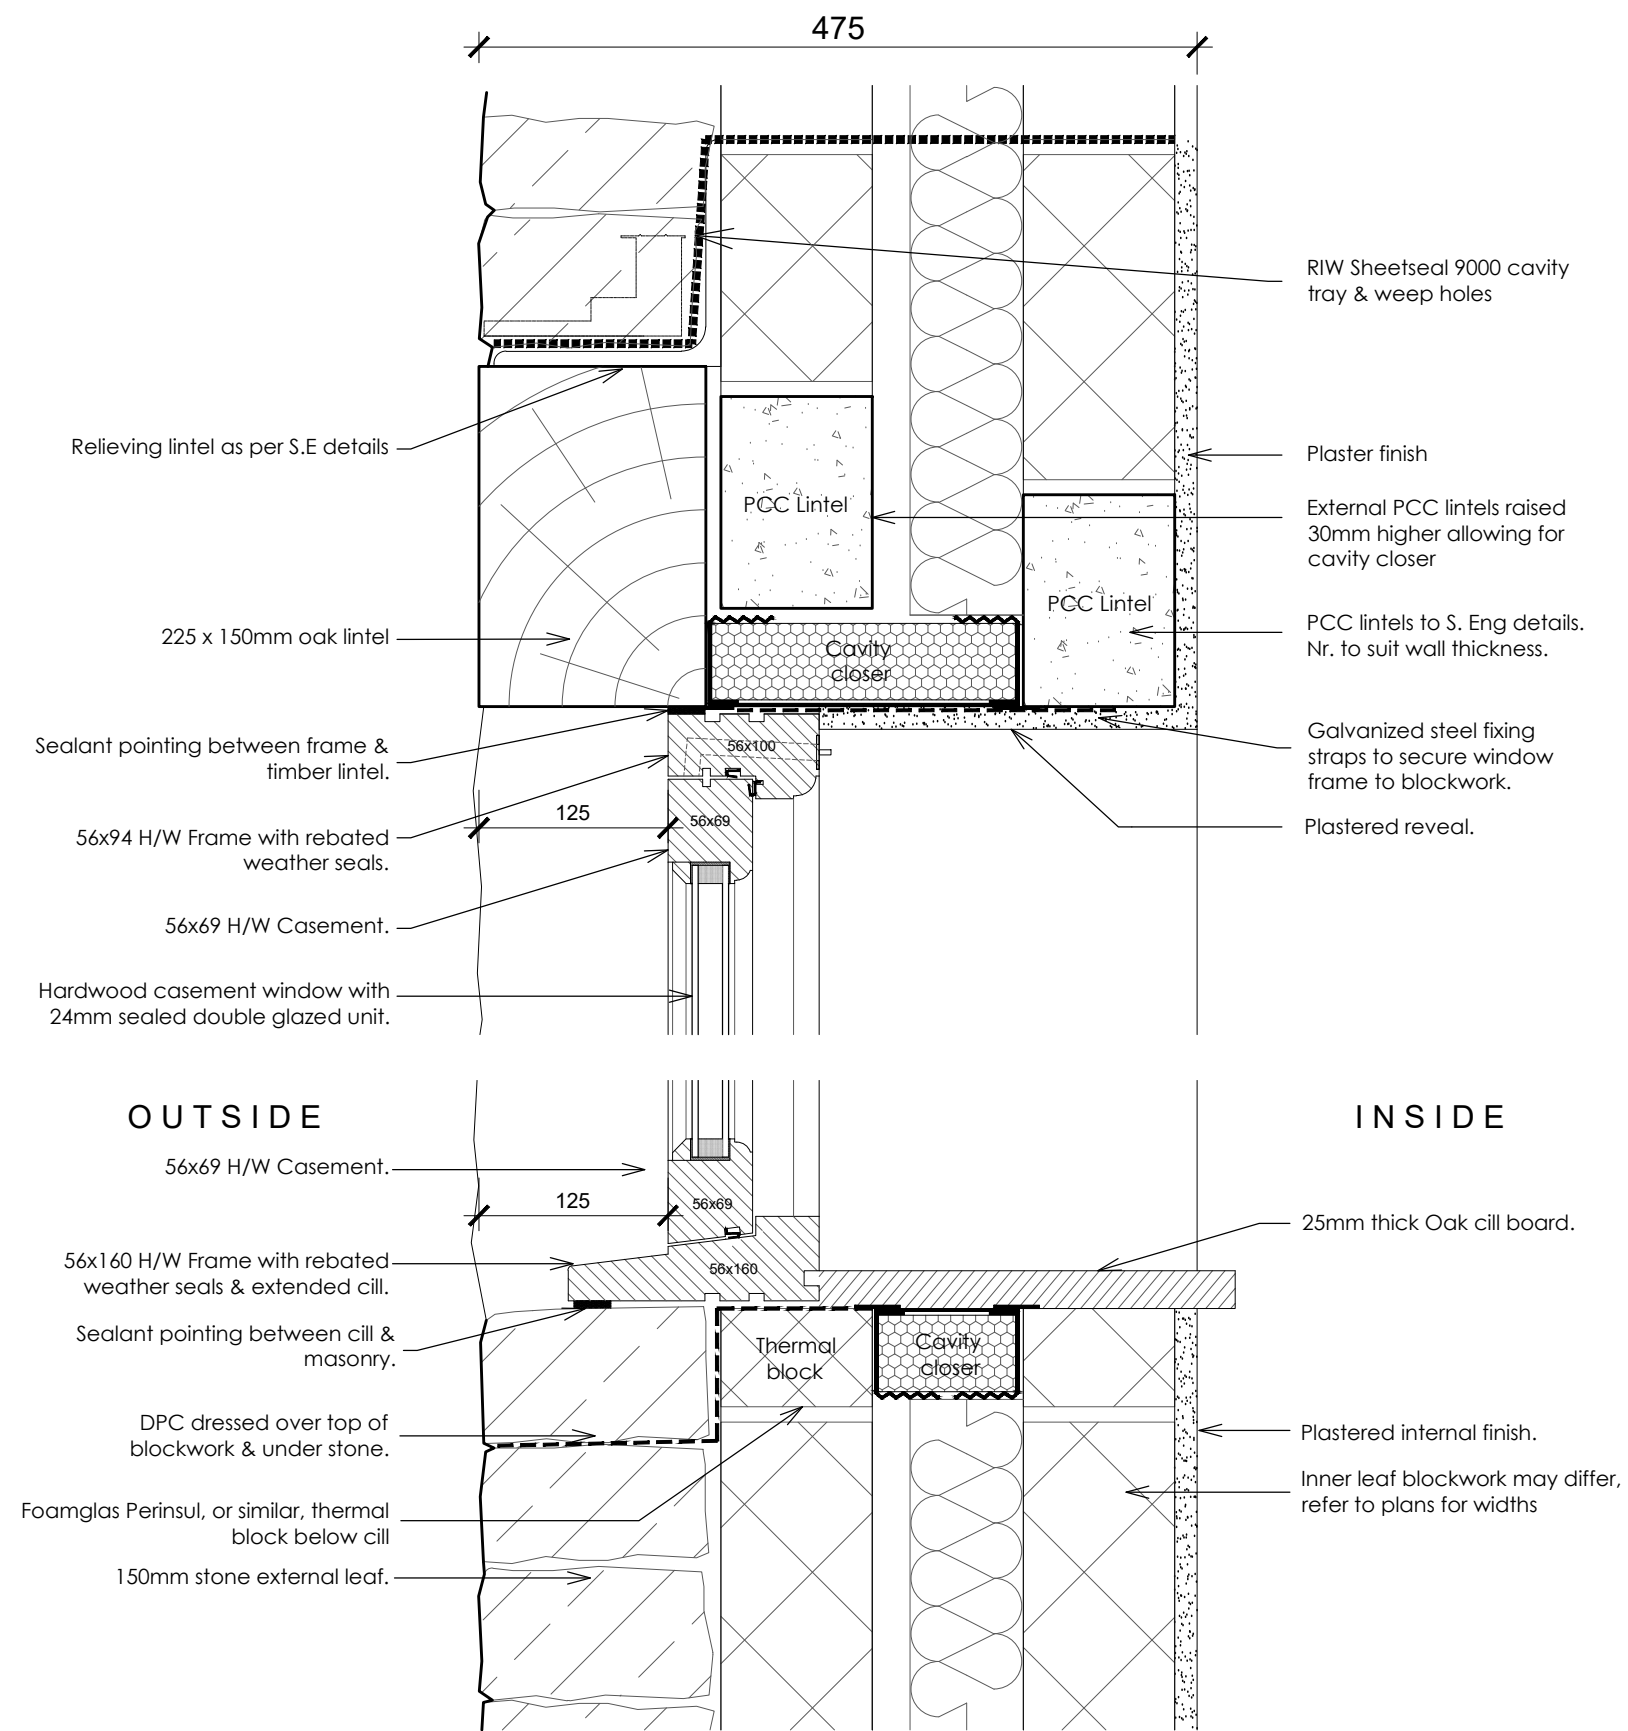 475
RIW Sheetseal 9000 cavity
tray & weep holes
Relieving lintel as per S.E details
Plaster finish
PCC Lintel
External PCC lintels raised
30mm higher allowing for
cavity closer
PCC Lintel
225 x 150mm oak lintel
PCC lintels to S. Eng details.
Nr. to suit wall thickness.
Cavity
closer
Sealant pointing between frame &
timber lintel.
56x100
Galvanized steel fixing
straps to secure window
frame to blockwork.
125
56x69
56x94 H/W Frame with rebated
weather seals.
Plastered reveal.
56x69 H/W Casement.
Hardwood casement window with
24mm sealed double glazed unit.
OUTSIDE
INSIDE
56x69 H/W Casement.
125
56x69
25mm thick Oak cill board.
56x160 H/W Frame with rebated
weather seals & extended cill.
56x160
Sealant pointing between cill &
masonry.
Thermal
block
Cavity
closer
DPC dressed over top of
blockwork & under stone.
Plastered internal finish.
Foamglas Perinsul, or similar, thermal
block below cill
Inner leaf blockwork may differ,
refer to plans for widths
150mm stone external leaf.